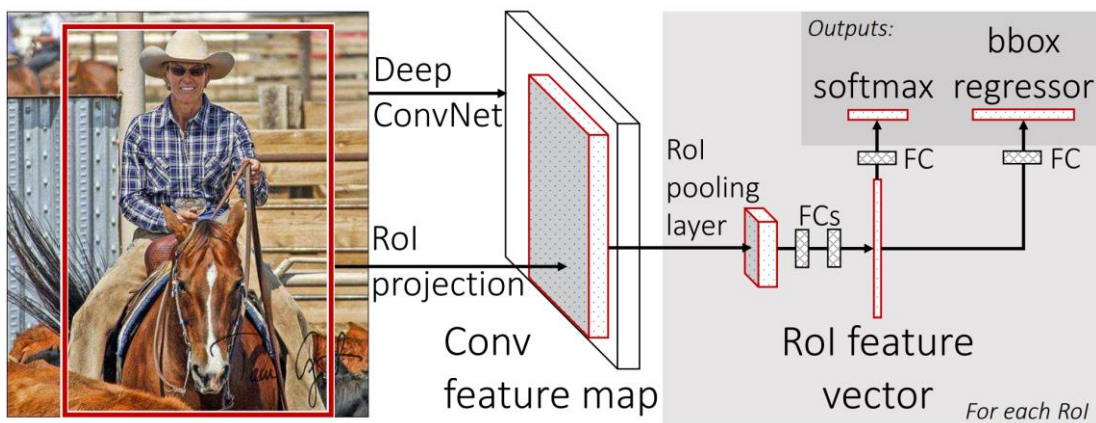 Deep
ConvNet
RoI
projection
Conv
feature map
RoI
pooling
layer
FCs
RoI feature
vector
For each RoI
Outputs:
softmax
bbox
regressor
FC
FC